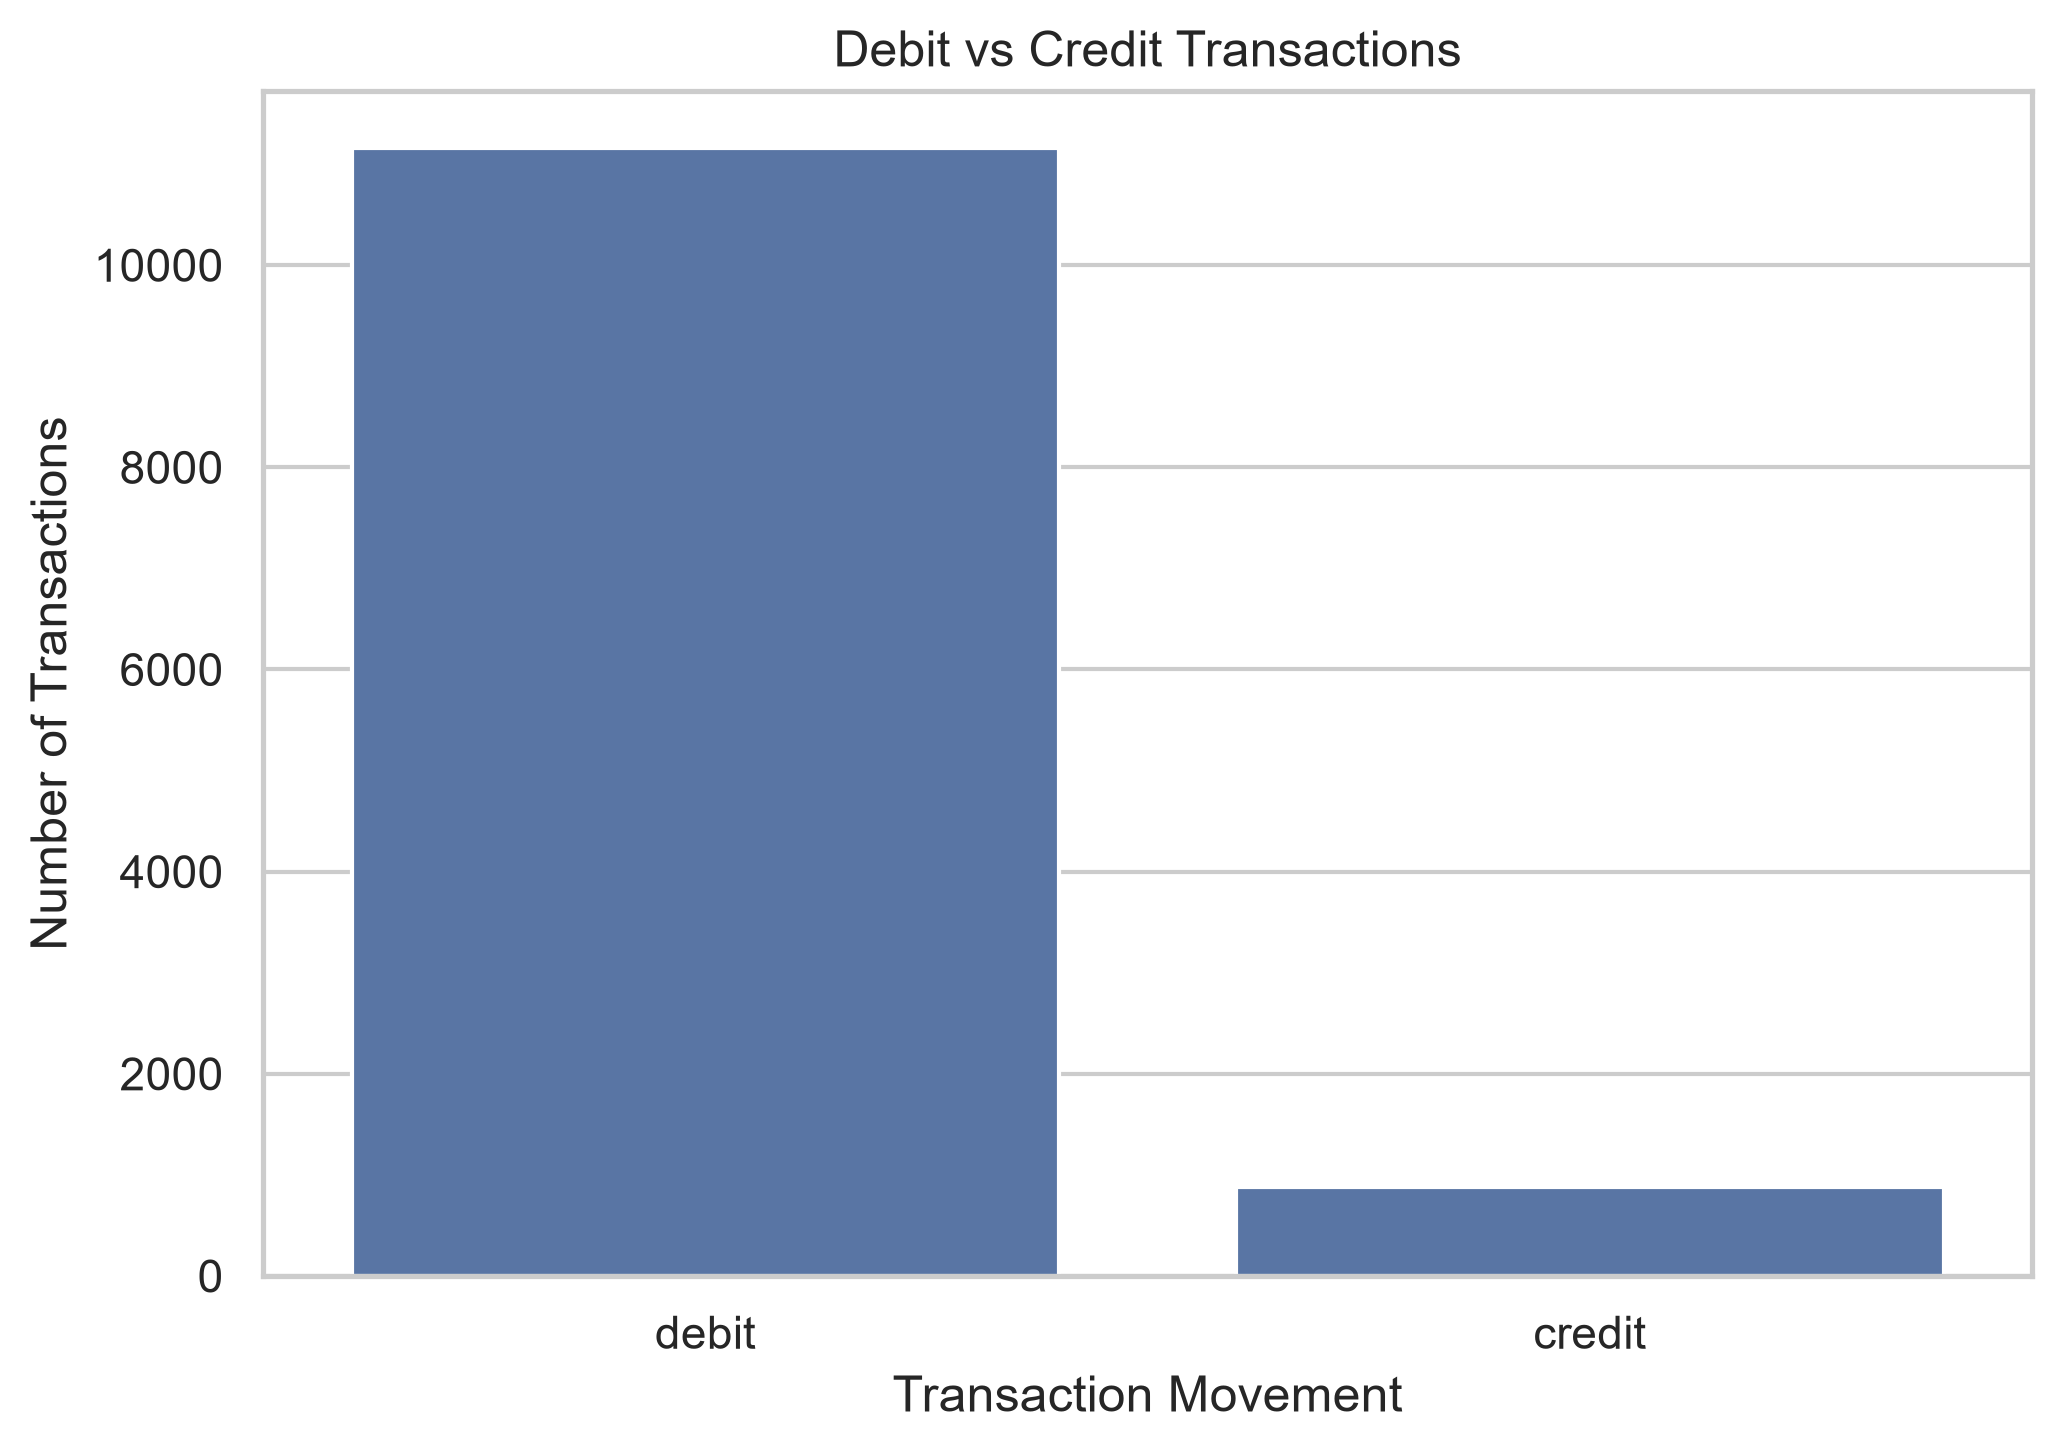 Debit vs Credit Transactions
Number of Transactions
10000
8000
6000
4000
2000
0
debit
credit
Transaction Movement